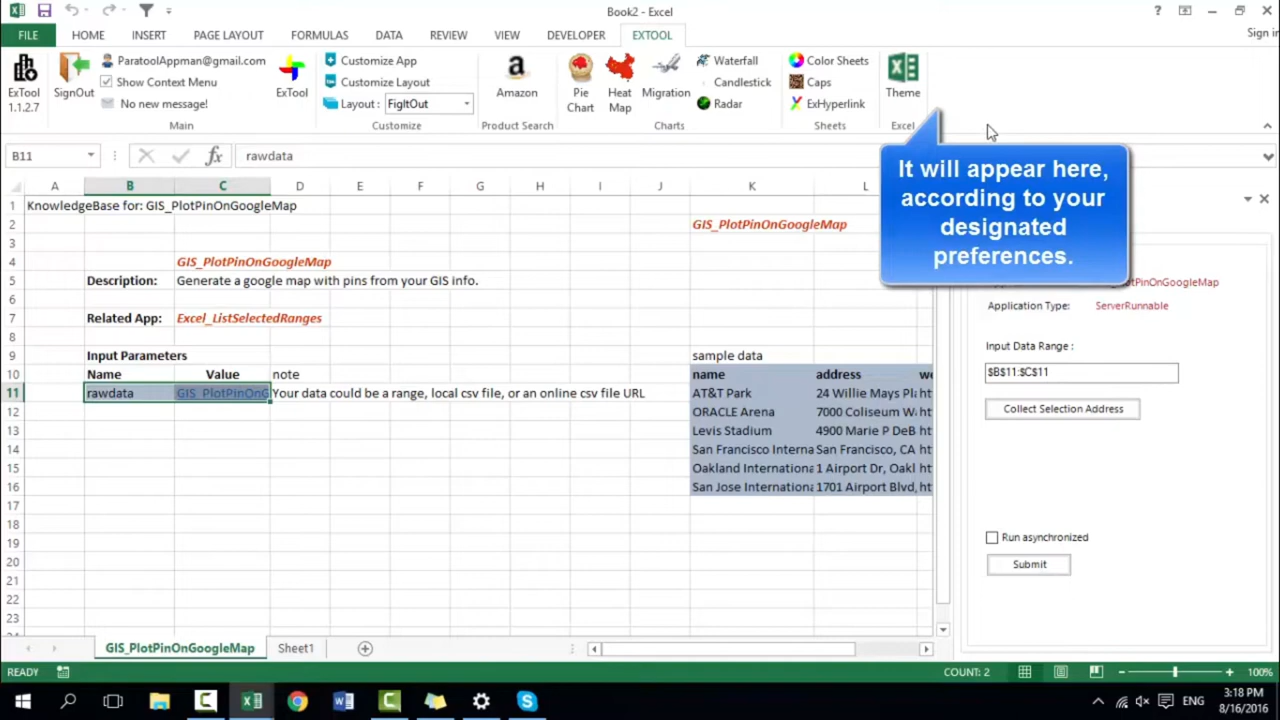 Book2 - Excel
?
FILE HOME INSERT PAGE LAYOUT FORMULAS DATA REVIEW VIEW DEVELOPER EXTOOL
Sign in
ExTool 1.1.2.7
SignOut
ParatoolAppman@gmail.com
Show Context Menu
No new message!
Main
ExTool
Customize App
Customize Layout
Layout : FigItOut
Customize
Amazon
Product Search
Pie Chart
Heat Map
Migration
Waterfall
Candlestick
Radar
Charts
Color Sheets
Caps
ExHyperlink
Sheets
Theme
Excel
B11
fx
rawdata
It will appear here,
according to your
designated
preferences.
A B C D E F G H I J K L
1 KnowledgeBase for: GIS_PlotPinOnGoogleMap
2 GIS_PlotPinOnGoogleMap
3
4 GIS_PlotPinOnGoogleMap
5 Description: Generate a google map with pins from your GIS info.
6
7 Related App: Excel_ListSelectedRanges
8
9 Input Parameters sample data
10 Name Value note name address we
11 rawdata GIS_PlotPinOnG Your data could be a range, local csv file, or an online csv file URL AT&T Park 24 Willie Mays Pla ht
12 ORACLE Arena 7000 Coliseum W ht
13 Levis Stadium 4900 Marie P DeB ht
14 San Francisco Interna San Francisco, CA ht
15 Oakland Internationa 1 Airport Dr, Oakl ht
16 San Jose Internationa 1701 Airport Blvd, ht
17
18
19
20
21
22
23
PlotPinOnGoogleMap
Application Type: ServerRunnable
Input Data Range :
$B$11:$C$11
Collect Selection Address
Run asynchronized
Submit
GIS_PlotPinOnGoogleMap Sheet1
READY
COUNT: 2
100%
ENG
3:18 PM
8/16/2016